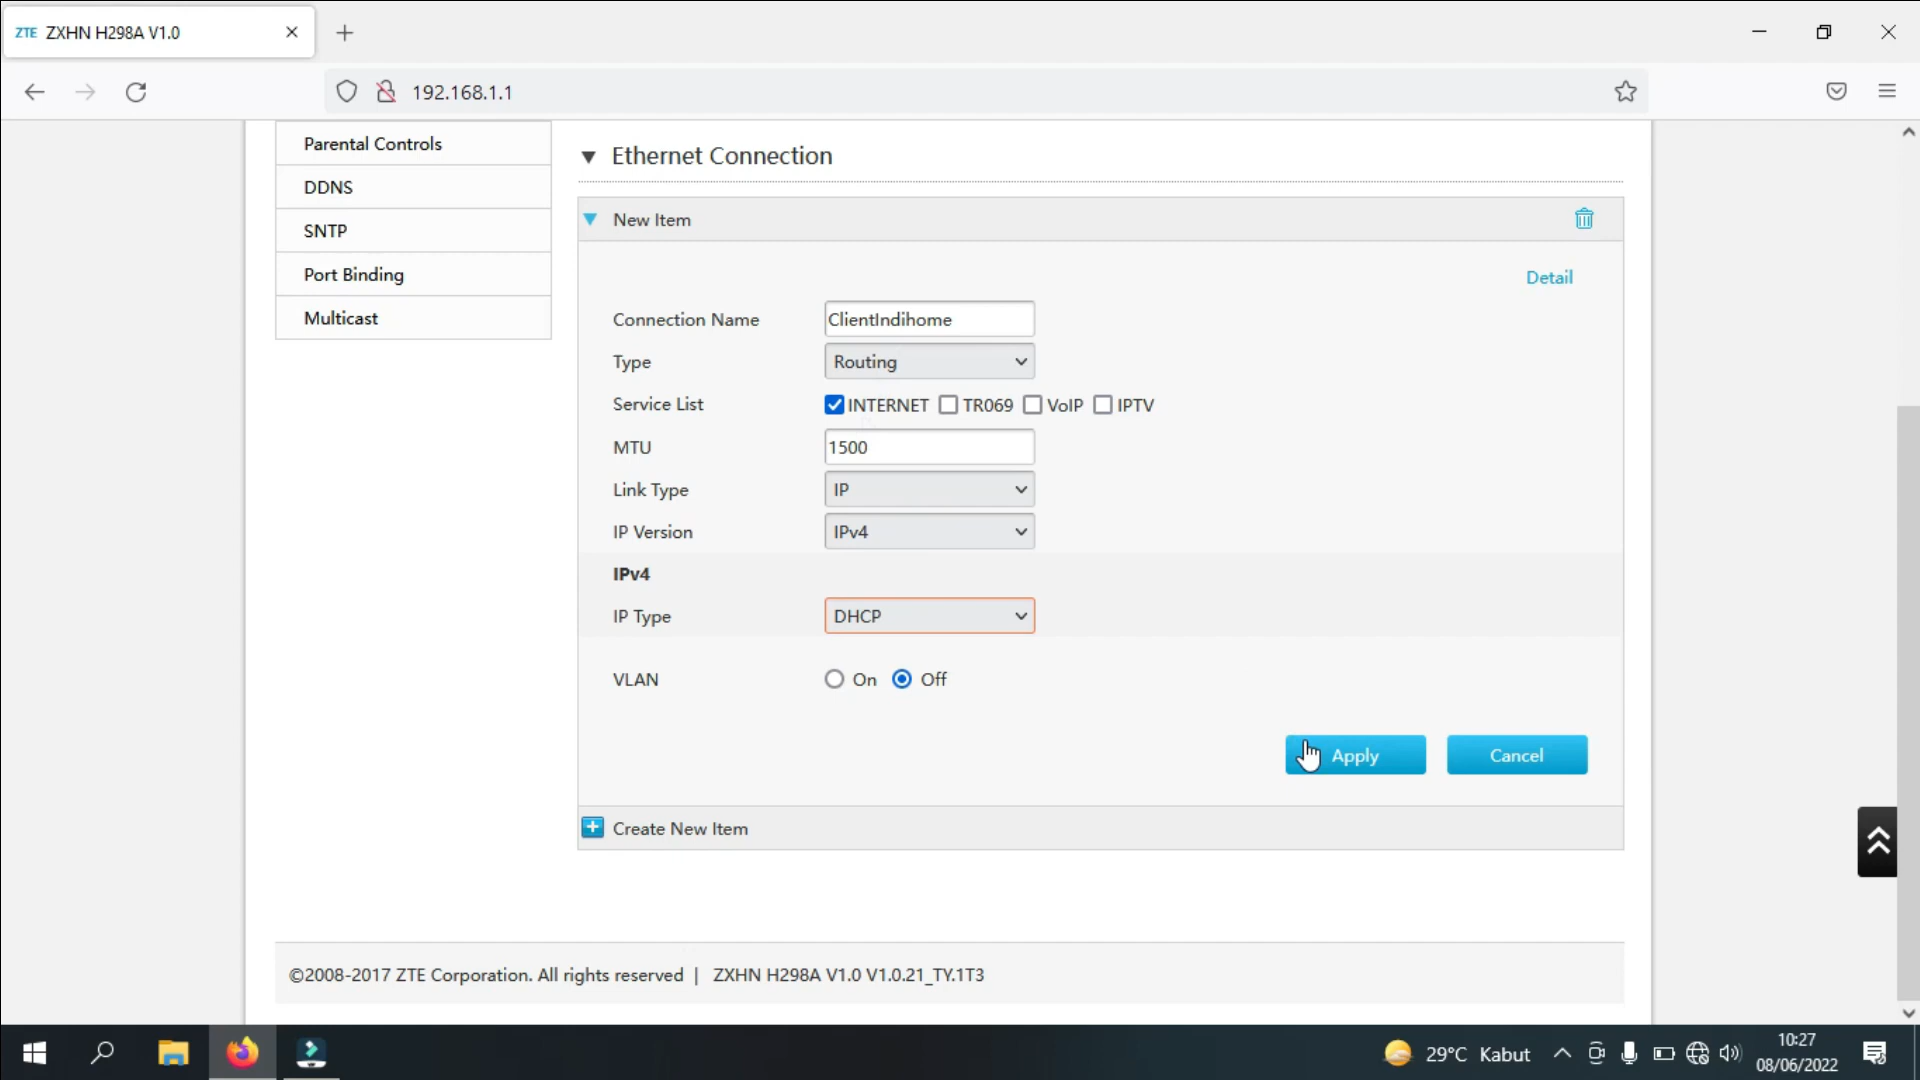 ZTE ZXHN H298A V1.0
192.168.1.1
Parental Controls
DDNS
SNTP
Port Binding
Multicast
Ethernet Connection
New Item
Detail
Connection Name ClientIndihome
Type Routing
Service List INTERNET TR069 VoIP IPTV
MTU 1500
Link Type IP
IP Version IPv4
IPv4
IP Type DHCP
VLAN On Off
Apply Cancel
Create New Item
©2008-2017 ZTE Corporation. All rights reserved | ZXHN H298A V1.0 V1.0.21_TY.1T3
29°C Kabut
10:27
08/06/2022